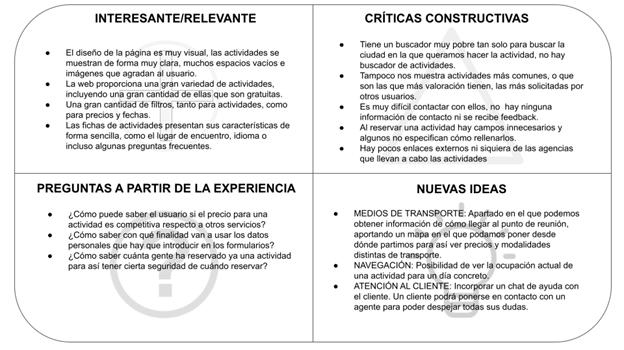 INTERESANTE/RELEVANTE
● El diseño de la página es muy visual, las actividades se
muestran de forma muy clara, muchos espacios vacíos e
imágenes que agradan al usuario.
● La web proporciona una gran variedad de actividades,
incluyendo una gran cantidad de ellas que son gratuitas.
● Una gran cantidad de filtros, tanto para actividades, como
para precios y fechas.
● Las fichas de actividades presentan sus características de
forma sencilla, como el lugar de encuentro, idioma o
incluso algunas preguntas frecuentes.
CRÍTICAS CONSTRUCTIVAS
● Tiene un buscador muy pobre tan solo para buscar la
ciudad en la que queramos hacer la actividad, no hay
buscador de actividades.
● Tampoco nos muestra actividades más comunes, o que
son las que más valoración tienen, las más solicitadas por
otros usuarios.
● Es muy difícil contactar con ellos, no hay ninguna
información de contacto ni se recibe feedback.
● Al reservar una actividad hay campos innecesarios y
algunos no especifican cómo rellenarlos.
● Hay pocos enlaces externos ni siquiera de las agencias
que llevan a cabo las actividades
PREGUNTAS A PARTIR DE LA EXPERIENCIA
● ¿Cómo puede saber el usuario si el precio para una
actividad es competitiva respecto a otros servicios?
● ¿Cómo saber con qué finalidad van a usar los datos
personales que hay que introducir en los formularios?
● ¿Cómo saber cuánta gente ha reservado ya una actividad
para así tener cierta seguridad de cuándo reservar?
NUEVAS IDEAS
● MEDIOS DE TRANSPORTE: Apartado en el que podemos
obtener información de cómo llegar al punto de reunión,
aportando un mapa en el que podamos poner desde
dónde partimos para así ver precios y modalidades
distintas de transporte.
● NAVEGACIÓN: Posibilidad de ver la ocupación actual de
una actividad para un día concreto.
● ATENCIÓN AL CLIENTE: Incorporar un chat de ayuda con
el cliente. Un cliente podrá ponerse en contacto con un
agente para poder despejar todas sus dudas.